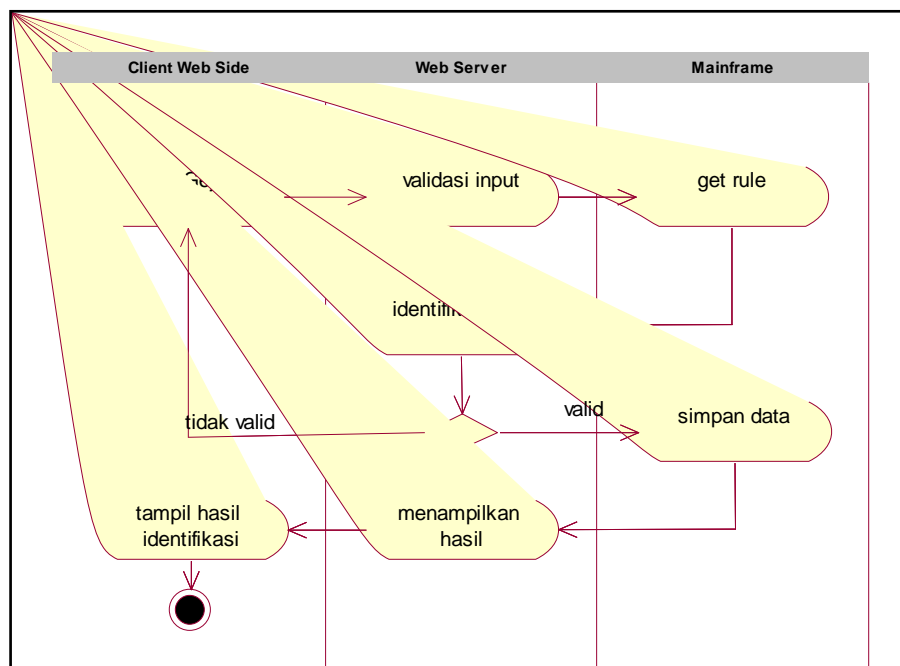 Client Web Side
Web Server
Mainframe
validasi input
get rule
tidak valid
valid
simpan data
tampil hasil
identifikasi
menampilkan
hasil